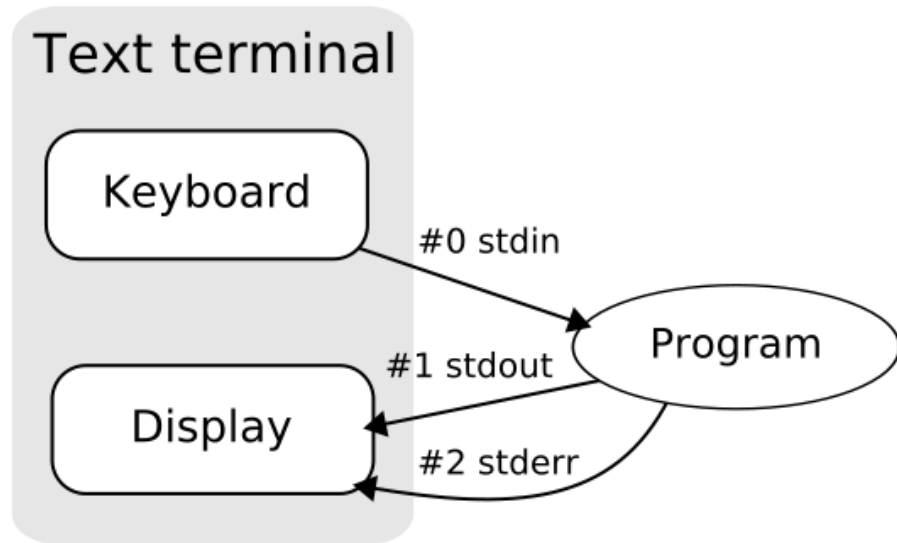 Text terminal
Keyboard
#0 stdin
Program
#1 stdout
Display
#2 stderr